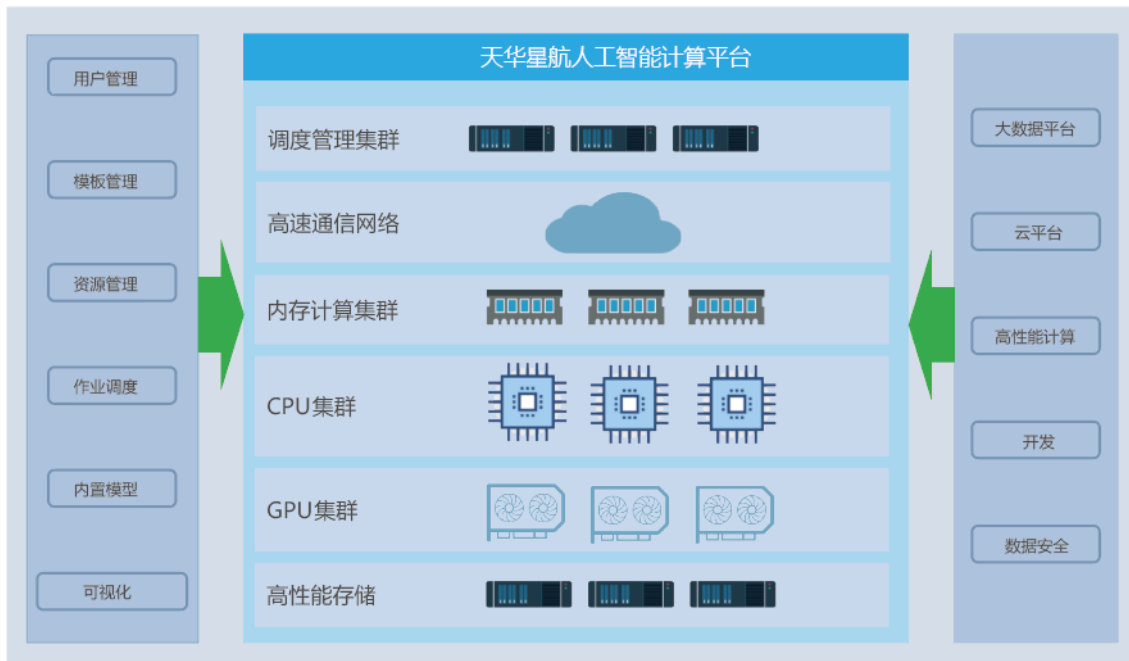 天华星航人工智能计算平台
用户管理
模板管理
资源管理
作业调度
内置模型
可视化
调度管理集群
高速通信网络
内存计算集群
CPU集群
GPU集群
高性能存储
大数据平台
云平台
高性能计算
开发
数据安全